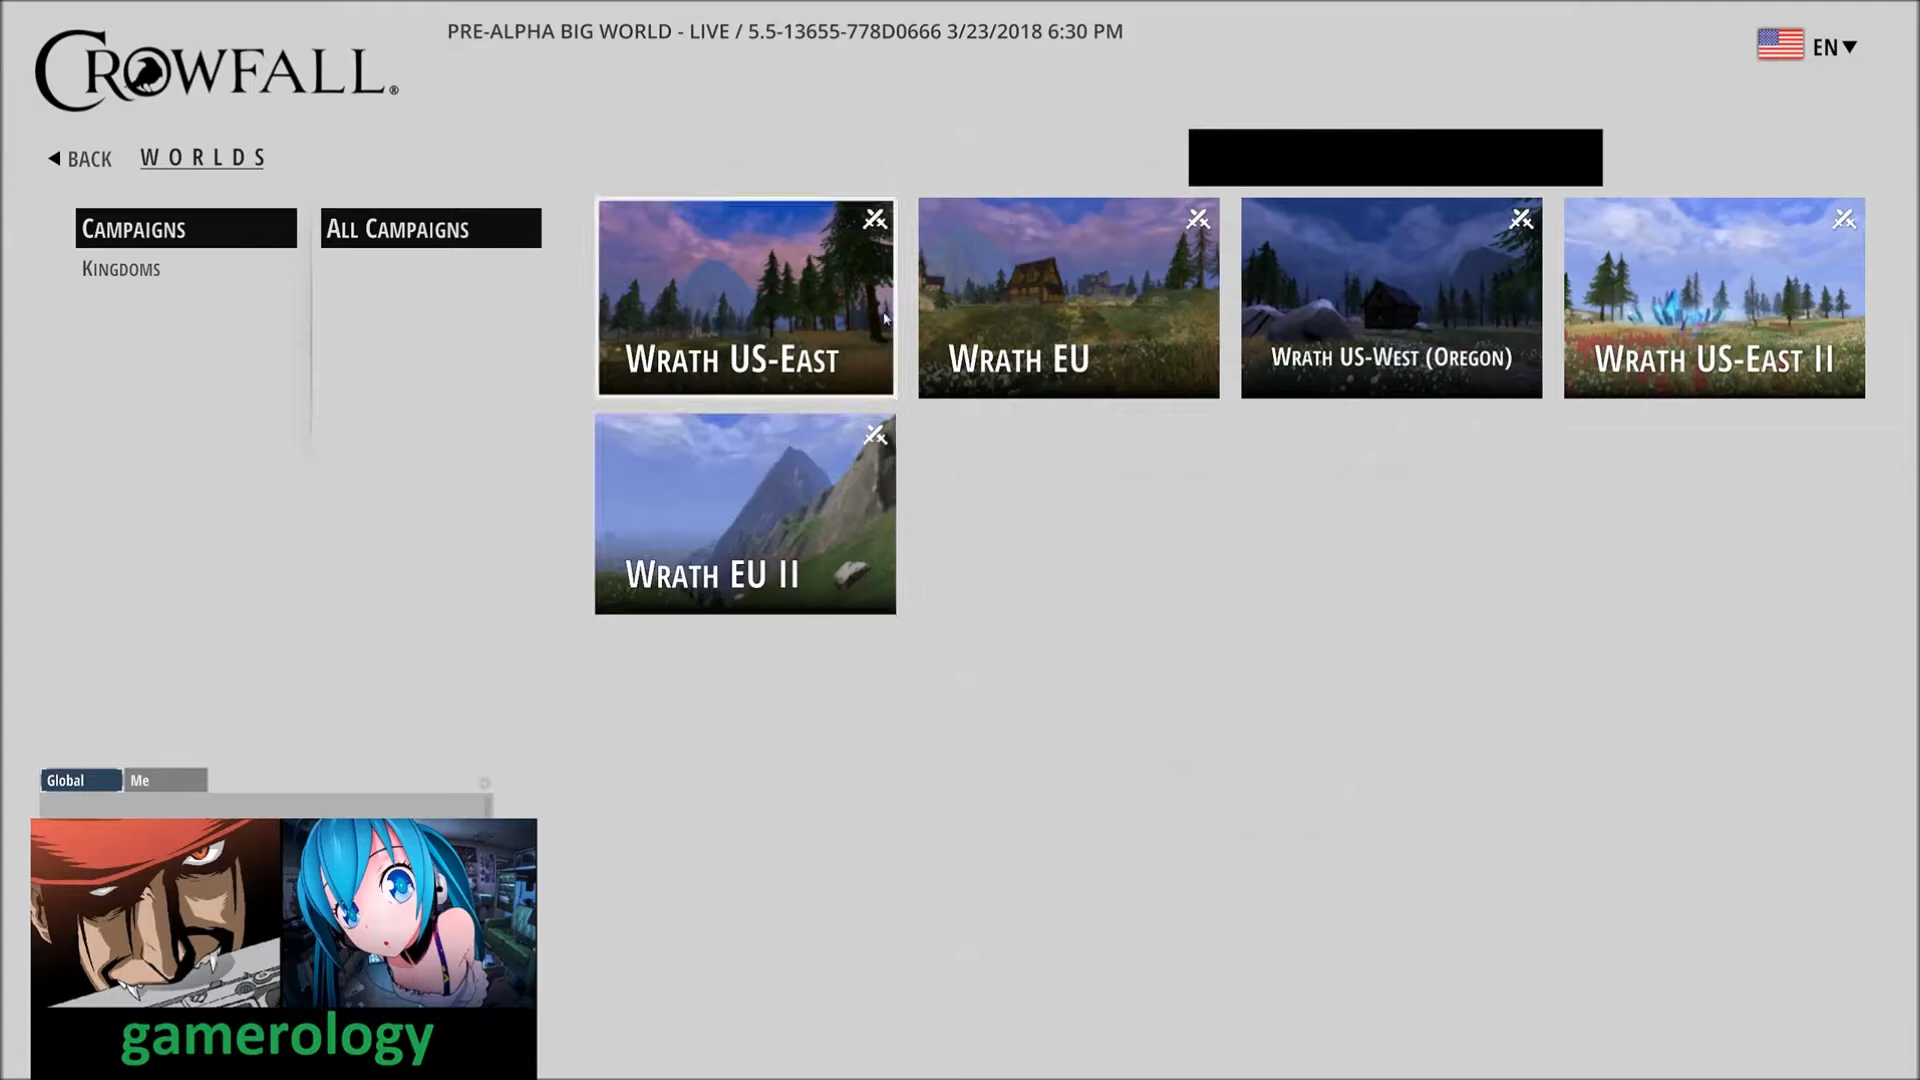 CROWFALL®
PRE-ALPHA BIG WORLD - LIVE / 5.5-13655-778D0666 3/23/2018 6:30 PM
EN
BACK
WORLDS
CAMPAIGNS
KINGDOMS
ALL CAMPAIGNS
WRATH US-EAST
WRATH EU
WRATH US-WEST (OREGON)
WRATH US-EAST II
WRATH EU II
Global
Me
gamerology